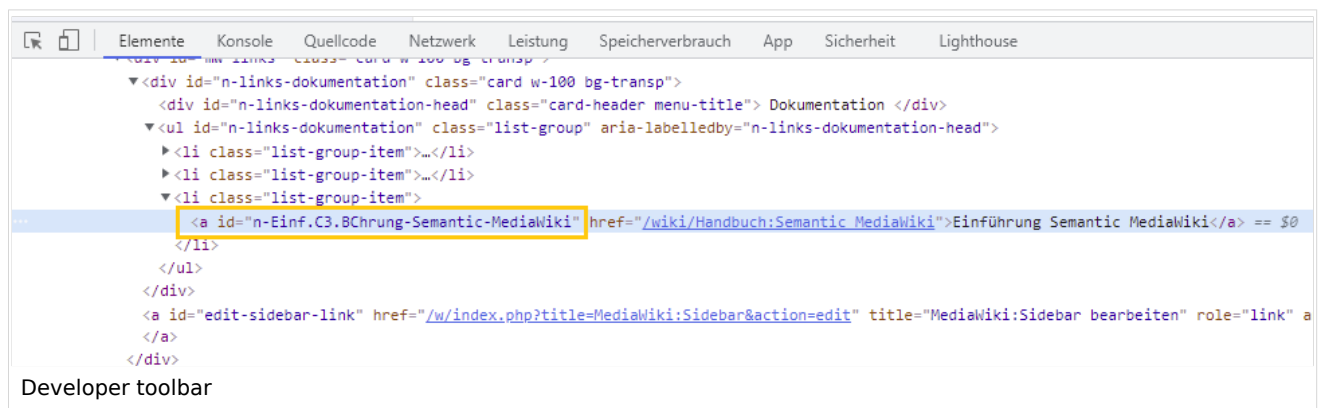 Elemente Konsole Quellcode Netzwerk Leistung Speicherverbrauch App Sicherheit Lighthouse
▼<div id="n-links-dokumentation" class="card w-100 bg-transp">
<div id="n-links-dokumentation-head" class="card-header menu-title"> Dokumentation </div>
▼<ul id="n-links-dokumentation" class="list-group" aria-labelledby="n-links-dokumentation-head">
▶<li class="list-group-item">…</li>
▶<li class="list-group-item">…</li>
▼<li class="list-group-item">
<a id="n-Einf.C3.BChrung-Semantic-MediaWiki" href="/wiki/Handbuch:Semantic_MediaWiki">Einführung Semantic MediaWiki</a> == $0
</li>
</ul>
</div>
<a id="edit-sidebar-link" href="/w/index.php?title=MediaWiki:Sidebar&action=edit" title="MediaWiki:Sidebar bearbeiten" role="link" a
</a>
</div>
Developer toolbar